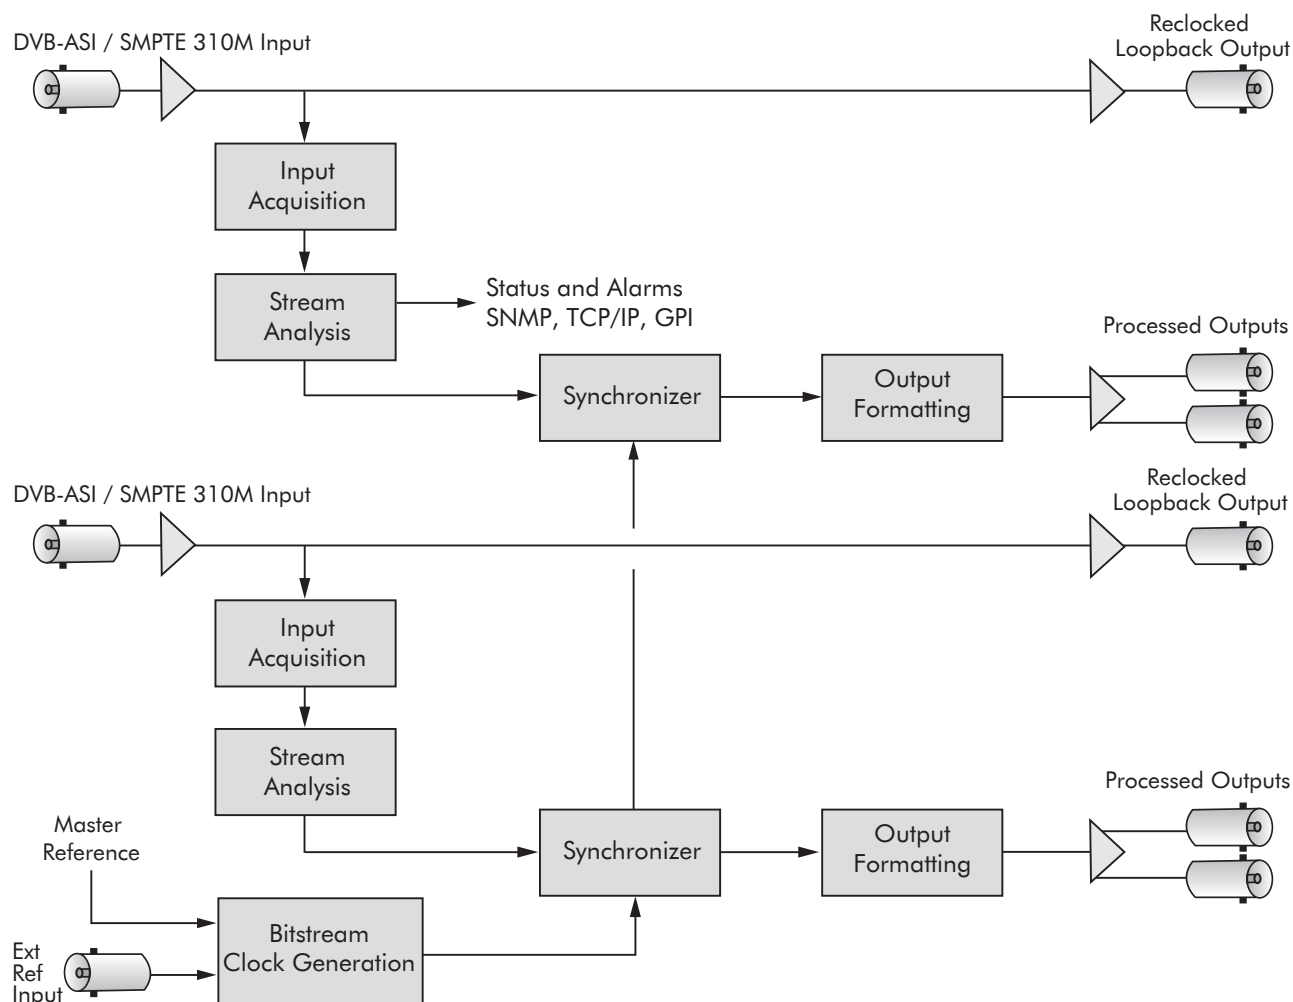 DVB-ASI / SMPTE 310M Input
Reclocked
Loopback Output
Input
Acquisition
Stream
Analysis
Status and Alarms
SNMP, TCP/IP, GPI
Synchronizer
Output
Formatting
Processed Outputs
DVB-ASI / SMPTE 310M Input
Reclocked
Loopback Output
Input
Acquisition
Stream
Analysis
Master
Reference
Synchronizer
Output
Formatting
Processed Outputs
Bitstream
Clock Generation
Ext
Ref
Input